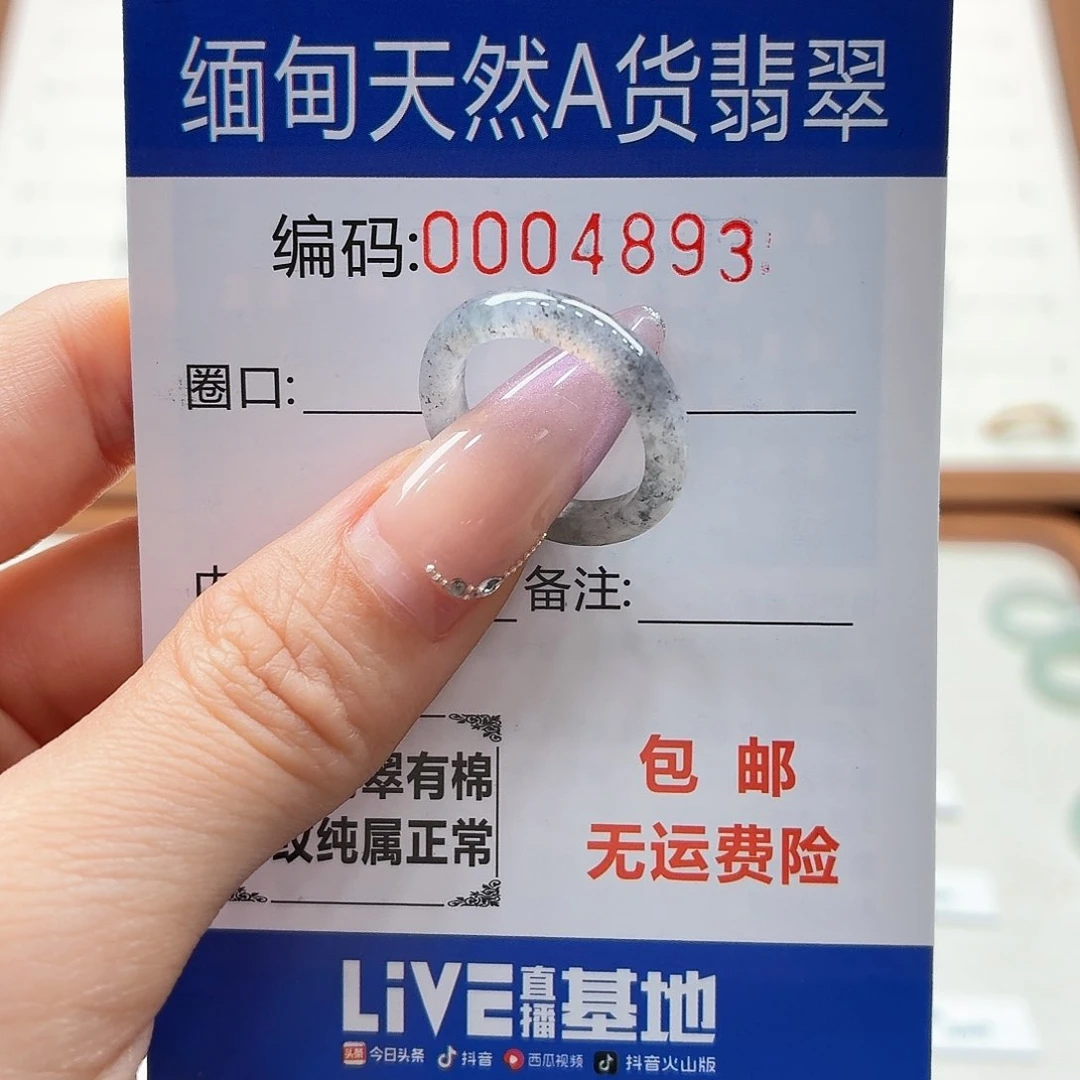 缅甸天然A货翡翠
编码:0004893
圈口:
备注:
翠有棉
纹纯属正常
包 邮
无运费险
LiVE直播基地
今日头条 抖音 西瓜视频 抖音火山版